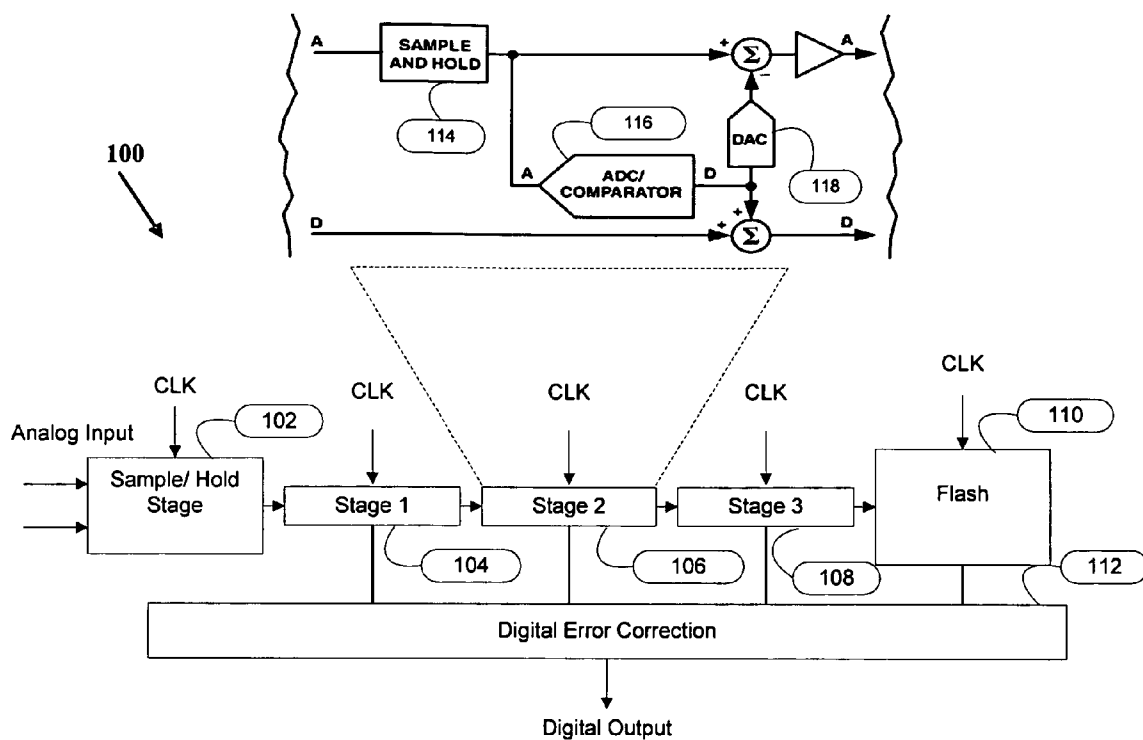 A
SAMPLE
AND HOLD
+
Σ
−
A
114
116
DAC
118
100
A
ADC/
COMPARATOR
D
+
D
+
Σ
D
CLK
CLK
CLK
CLK
CLK
Analog Input
102
110
Sample/ Hold
Stage
Stage 1
Stage 2
Stage 3
Flash
104
106
108
112
Digital Error Correction
Digital Output